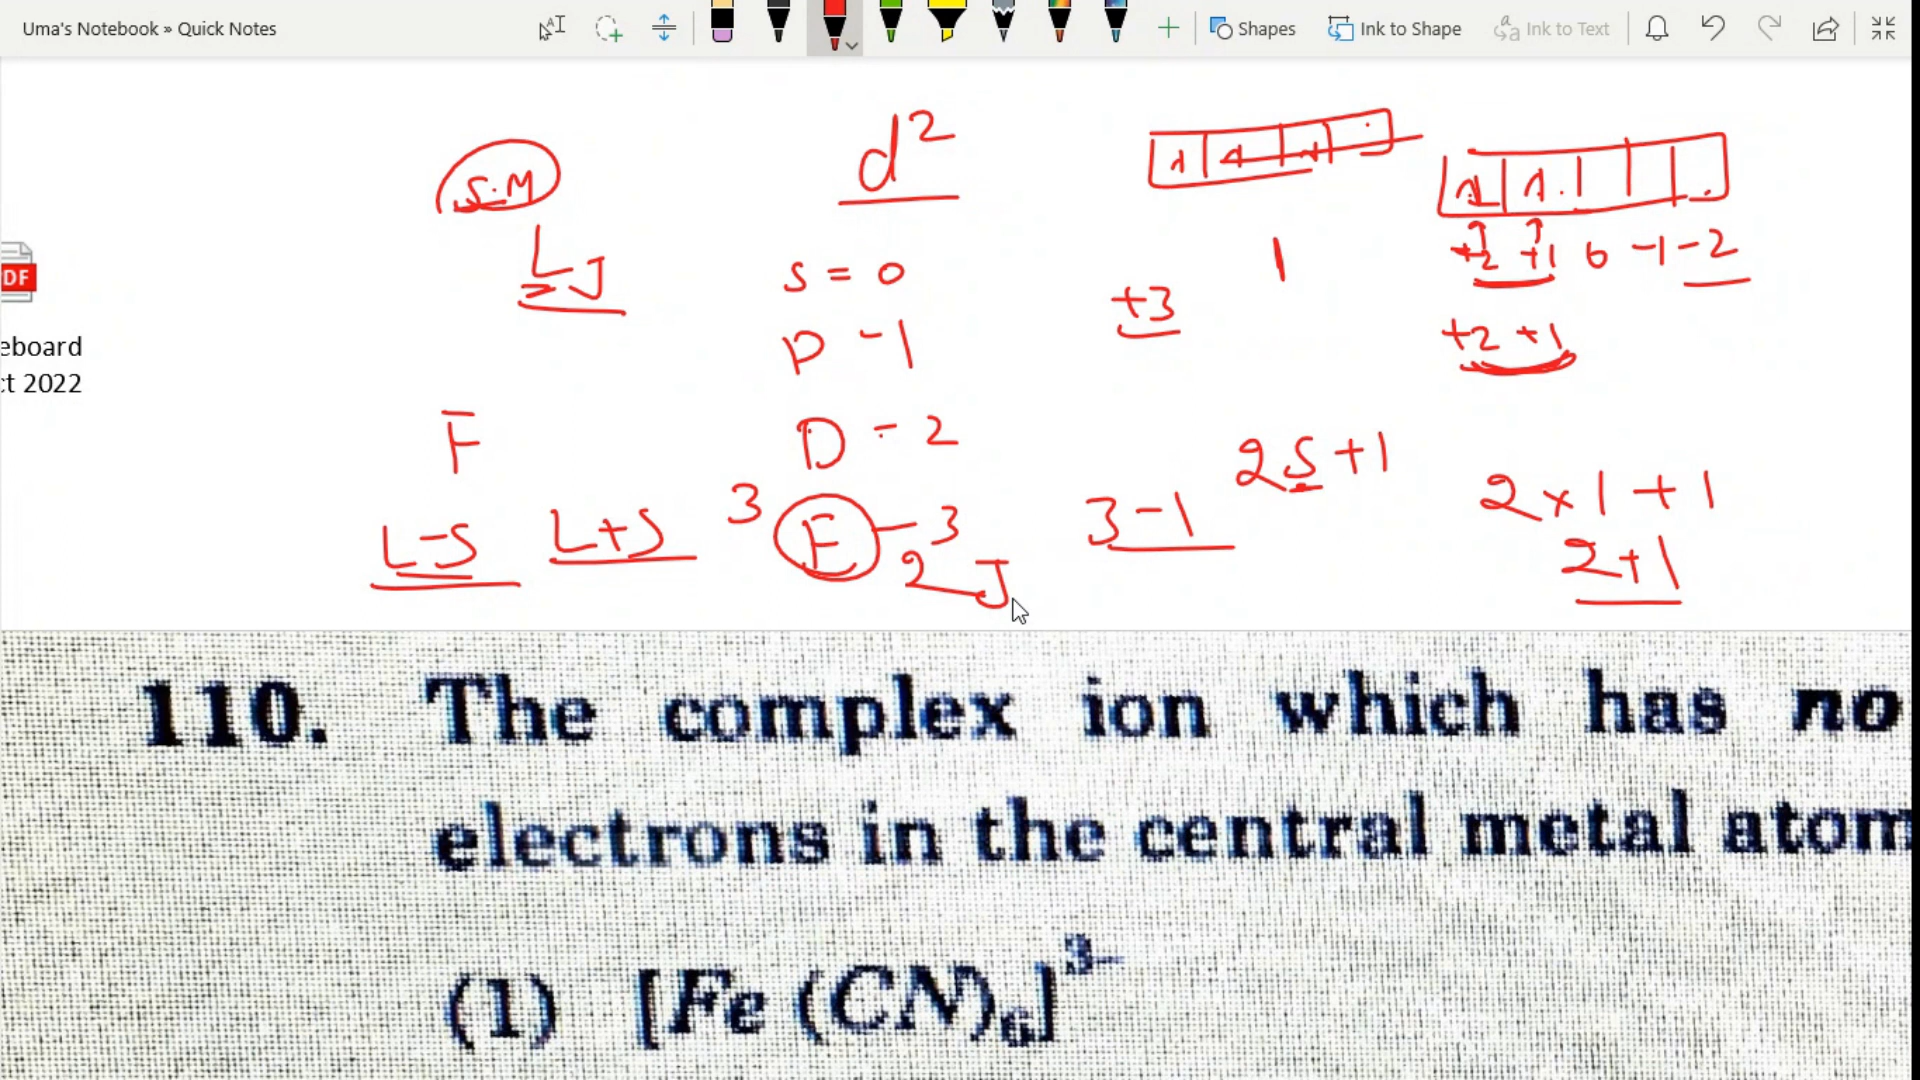 Uma's Notebook » Quick Notes
Shapes
Ink to Shape
Ink to Text
S.M
d²
L J
S = 0
+3
1
+2 +1 0 -1 -2
P - 1
+2 +1
DF
eboard
ct 2022
F
D = 2
2S+1
2 x 1 + 1
L-S
L+S
3 F - 3
2 J
3-1
2+1
110. The complex ion which has no
electrons in the central metal atom
(1) [Fe (CN)₆]³⁻